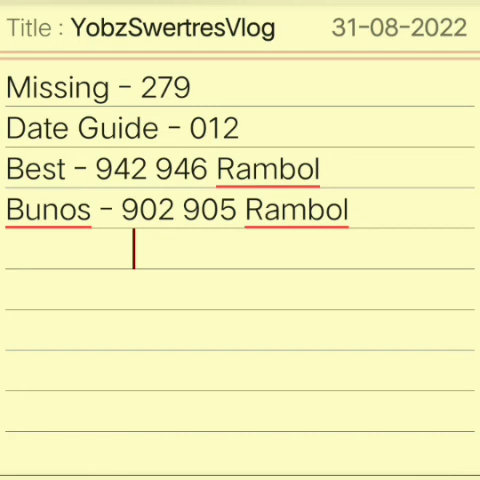 Title : YobzSwertresVlog 31-08-2022
Missing - 279
Date Guide - 012
Best - 942 946 Rambol
Bunos - 902 905 Rambol